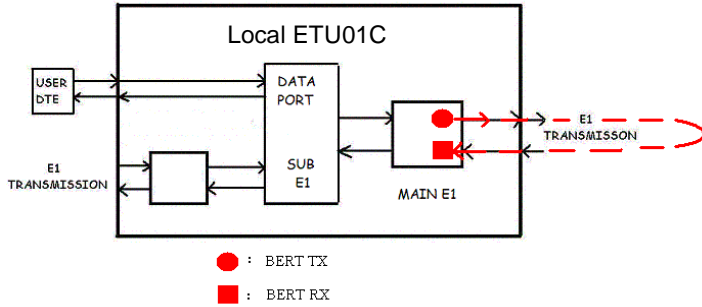 Local ETU01C
USER
DTE
DATA
PORT
SUB
E1
E1
TRANSMISSION
MAIN E1
E1
TRANSMISSON
: BERT TX
: BERT RX